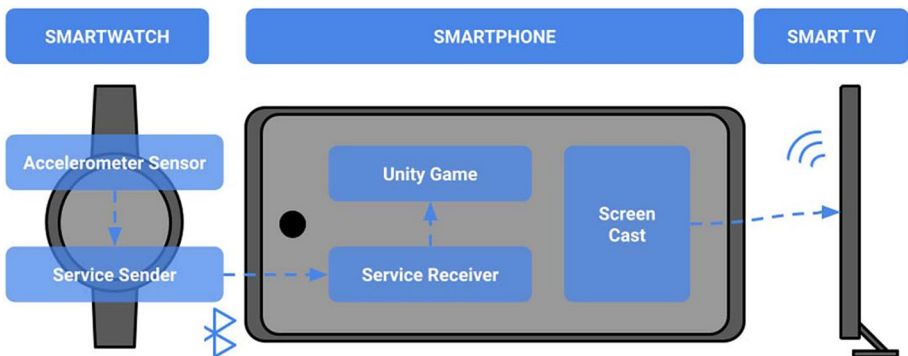 SMARTWATCH
SMARTPHONE
SMART TV
Accelerometer Sensor
Unity Game
Screen
Cast
Service Sender
Service Receiver